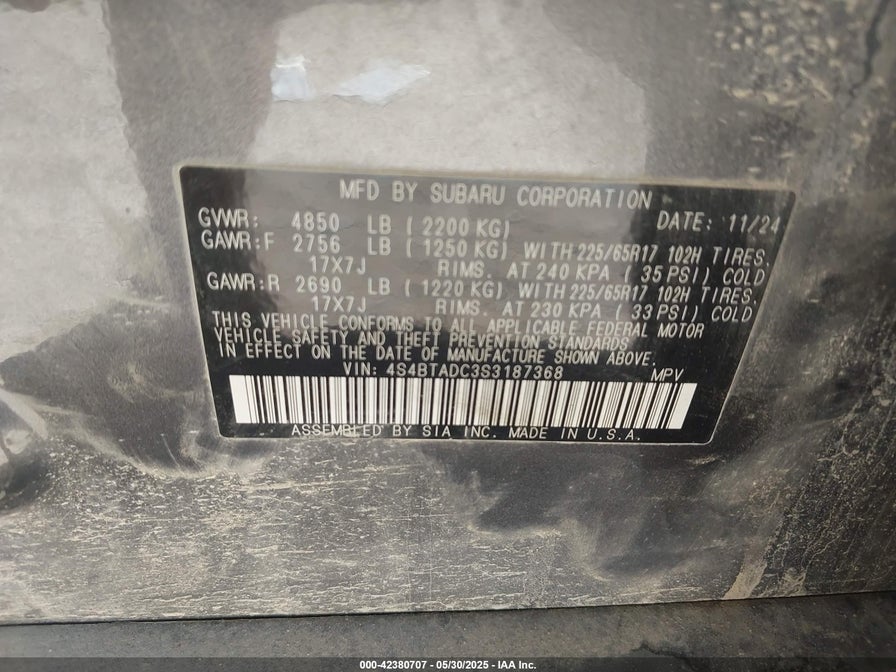 MFD BY SUBARU CORPORATION
GVWR: 4850 LB ( 2200 KG) DATE: 11/24
GAWR:F 2756 LB ( 1250 KG) WITH 225/65R17 102H TIRES.
17X7J RIMS. AT 240 KPA ( 35 PSI) COLD
GAWR:R 2690 LB ( 1220 KG) WITH 225/65R17 102H TIRES.
17X7J RIMS. AT 230 KPA ( 33 PSI) COLD
THIS VEHICLE CONFORMS TO ALL APPLICABLE FEDERAL MOTOR
VEHICLE SAFETY AND THEFT PREVENTION STANDARDS
IN EFFECT ON THE DATE OF MANUFACTURE SHOWN ABOVE.
VIN: 4S4BTADC3S3187368 MPV
ASSEMBLED BY SIA INC. MADE IN U.S.A.
000-42380707 / 05/30/2025 - IAA Inc.